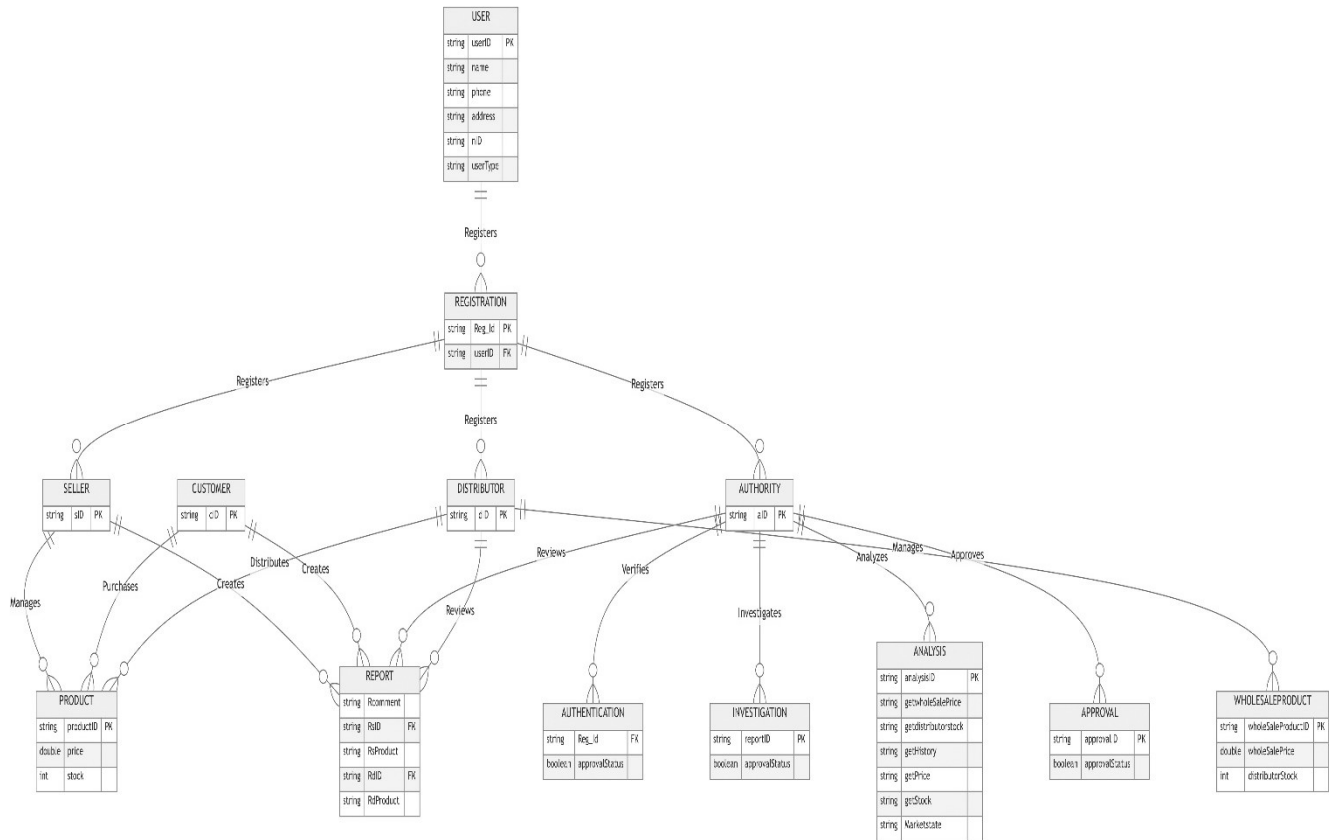 USER
string userID PK
string name
string phone
string address
string nID
string userType
Registers
REGISTRATION
string Reg_Id PK
string userID FK
Registers
Registers
Registers
SELLER
string sID PK
CUSTOMER
string cID PK
DISTRIBUTOR
string dID PK
AUTHORITY
string aID PK
Manages
Purchases
Creates
Distributes
Creates
Reviews
Reviews
Verifies
Investigates
Analyzes
Manages
Approves
PRODUCT
string productID PK
double price
int stock
REPORT
string Rcomment
string RsID FK
string RsProduct
string RdID FK
string RdProduct
AUTHENTICATION
string Reg_Id FK
boolean approvalStatus
INVESTIGATION
string reportID PK
boolean approvalStatus
ANALYSIS
string analysisID PK
string getwholeSalePrice
string getdistributorstock
string getHistory
string getPrice
string getStock
string Marketstate
APPROVAL
string approvalID PK
boolean approvalStatus
WHOLESALEPRODUCT
string wholeSaleProductID PK
double wholeSalePrice
int distributorStock